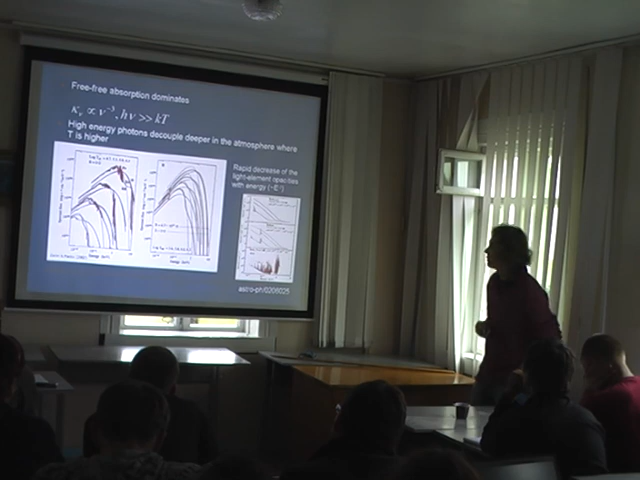 Free-free absorption dominates
κν ∝ ν⁻³, hν >> kT
High energy photons decouple deeper in the atmosphere where
T is higher
Rapid decrease of the
light-element opacities
with energy (~E⁻³)
astro-ph/0206025